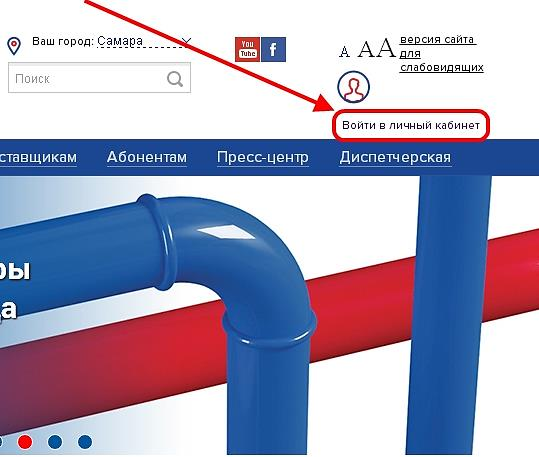 Ваш город: Самара
You
Tube
f
A A A
версия сайта
для
слабовидящих
Поиск
Войти в личный кабинет
ставщикам Абонентам Пресс-центр Диспетчерская
ры
да